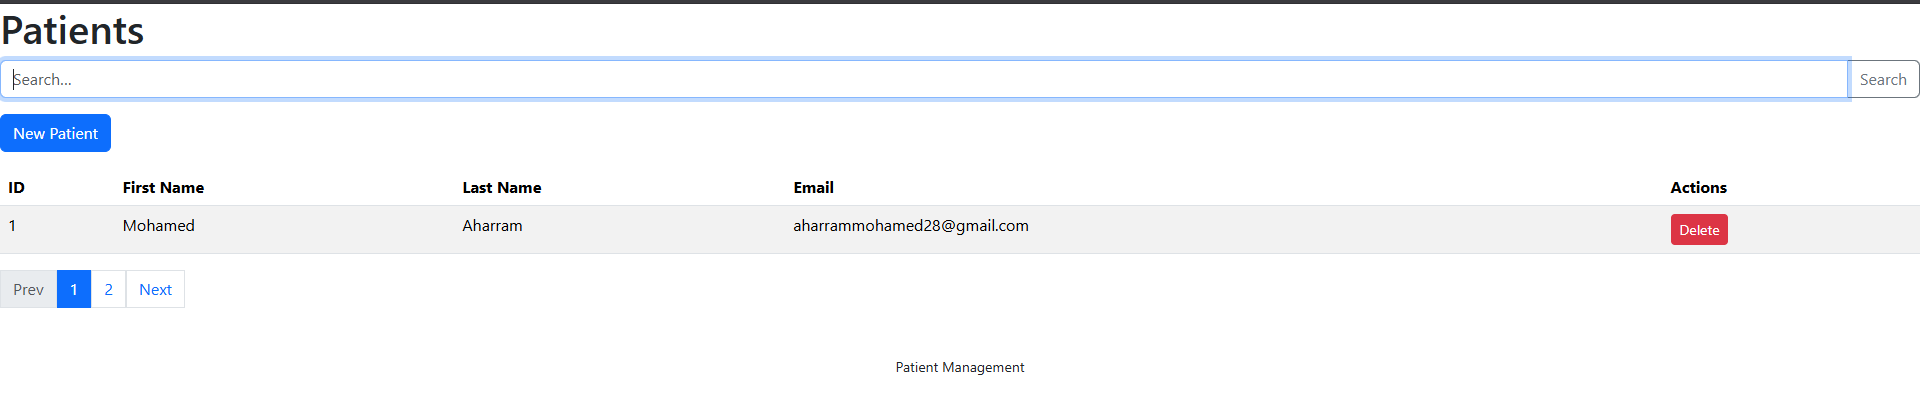 Patients
Search... Search
New Patient
ID First Name Last Name Email Actions
1 Mohamed Aharram aharrammohamed28@gmail.com Delete
Prev 1 2 Next
Patient Management